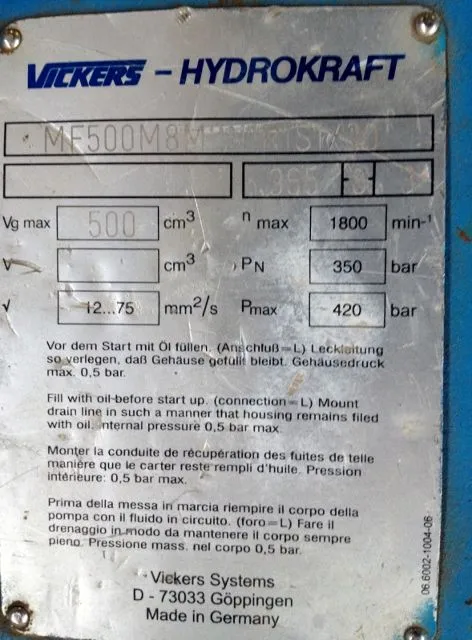 VICKERS – HYDROKRAFT
Vg max 500 cm³ n max 1800 min-¹
V cm³ PN 350 bar
√ 12...75 mm²/s Pmax 420 bar
Vor dem Start mit Öl füllen. (Anschluß=L) Leckleitung
so verlegen, daß Gehäuse gefüllt bleibt. Gehäusedruck
max. 0,5 bar.
Fill with oil-before start up. (connection=L) Mount
drain line in such a manner that housing remains filed
with oil. internal pressure 0,5 bar max.
Monter la conduite de récupération des fuites de telle
manière que le carter reste rempli d'huile. Pression
intérieure: 0,5 bar max.
Prima della messa in marcia riempire il corpo della
pompa con il fluido in circuito. (foro=L) Fare il
drenaggio in modo da mantenere il corpo sempre
pieno. Pressione mass. nel corpo 0,5 bar.
Vickers Systems
D - 73033 Göppingen
Made in Germany
06.6002-1004-06